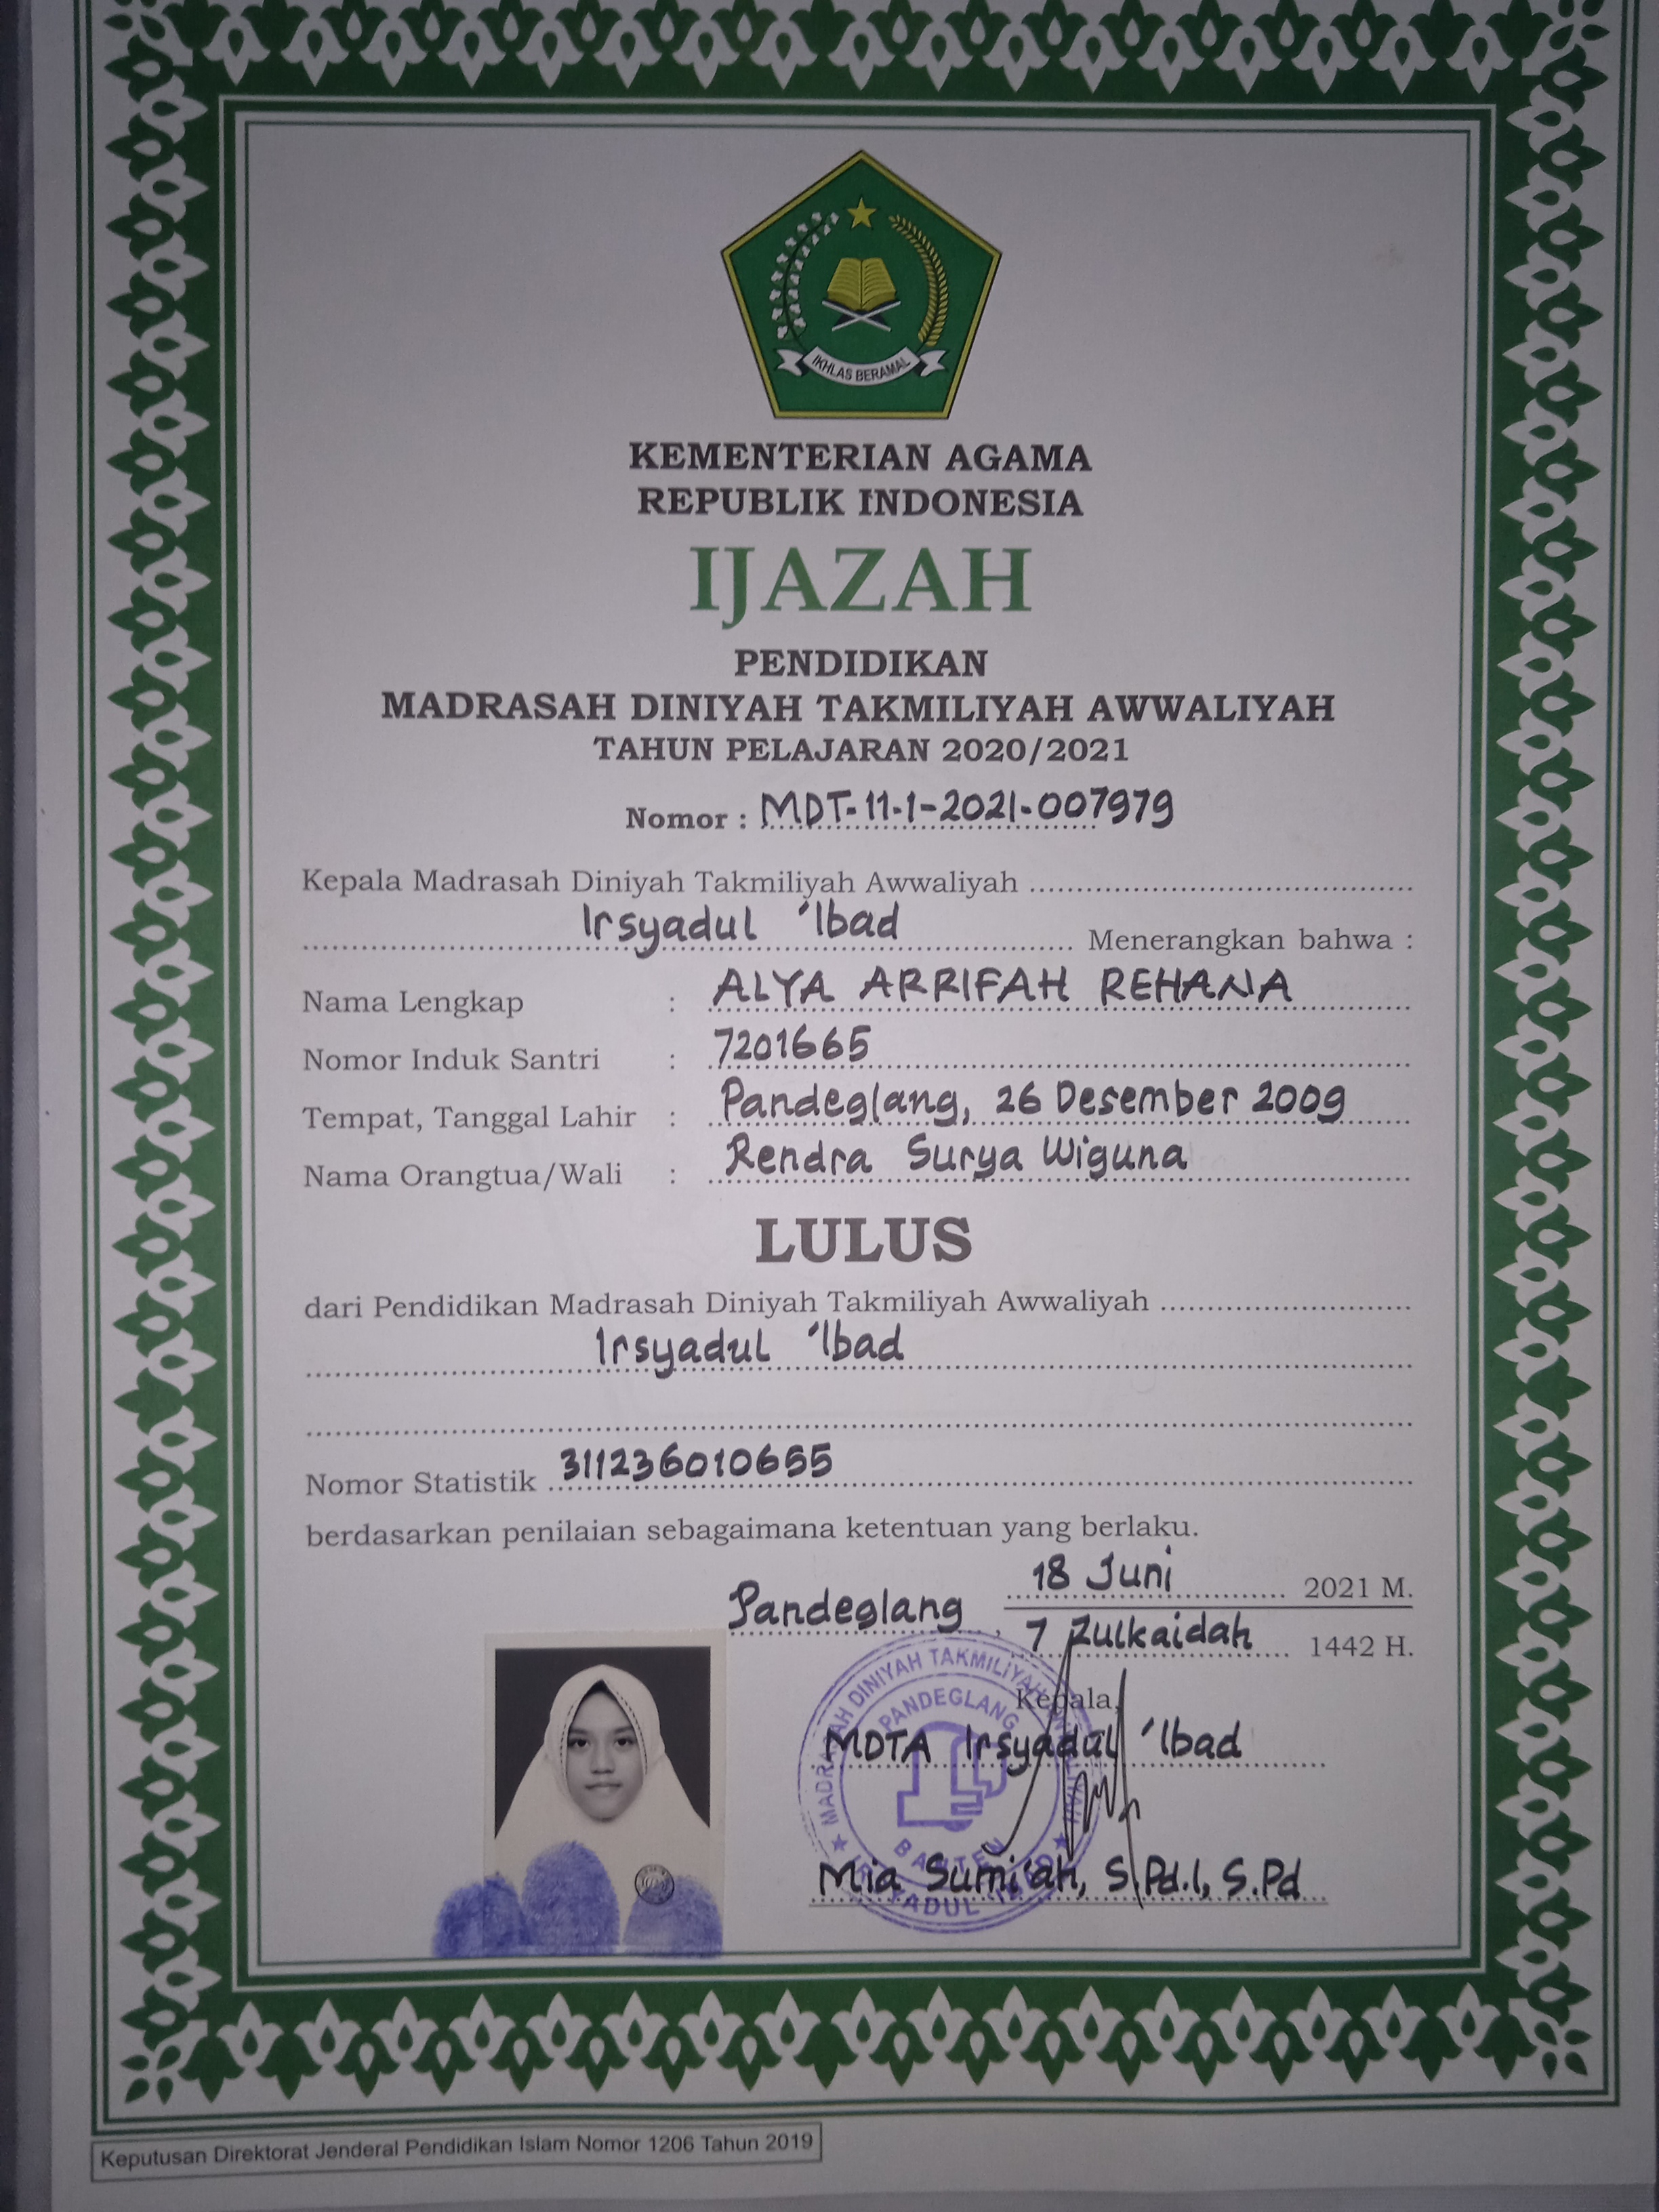 IKHLAS BERAMAL
KEMENTERIAN AGAMA
REPUBLIK INDONESIA
IJAZAH
PENDIDIKAN
MADRASAH DINIYAH TAKMILIYAH AWWALIYAH
TAHUN PELAJARAN 2020/2021
Nomor : MDT-11-1-2021-007979
Kepala Madrasah Diniyah Takmiliyah Awwaliyah
Irsyadul 'Ibad Menerangkan bahwa :
Nama Lengkap : ALYA ARRIFAH REHANA
Nomor Induk Santri : 7201665
Tempat, Tanggal Lahir : Pandeglang, 26 Desember 2009
Nama Orangtua/Wali : Rendra Surya Wiguna
LULUS
dari Pendidikan Madrasah Diniyah Takmiliyah Awwaliyah
Irsyadul 'Ibad
Nomor Statistik 311236010655
berdasarkan penilaian sebagaimana ketentuan yang berlaku.
Pandeglang, 18 Juni 2021 M.
7 Zulkaidah 1442 H.
Kepala,
MDTA Irsyadul 'Ibad
MADRASAH DINIYAH TAKMILIYAH AWWALIYAH
PANDEGLANG
BANTEN
IRSYADUL 'IBAD
Mia Sumi'ah, S.Pd.I, S.Pd
Keputusan Direktorat Jenderal Pendidikan Islam Nomor 1206 Tahun 2019